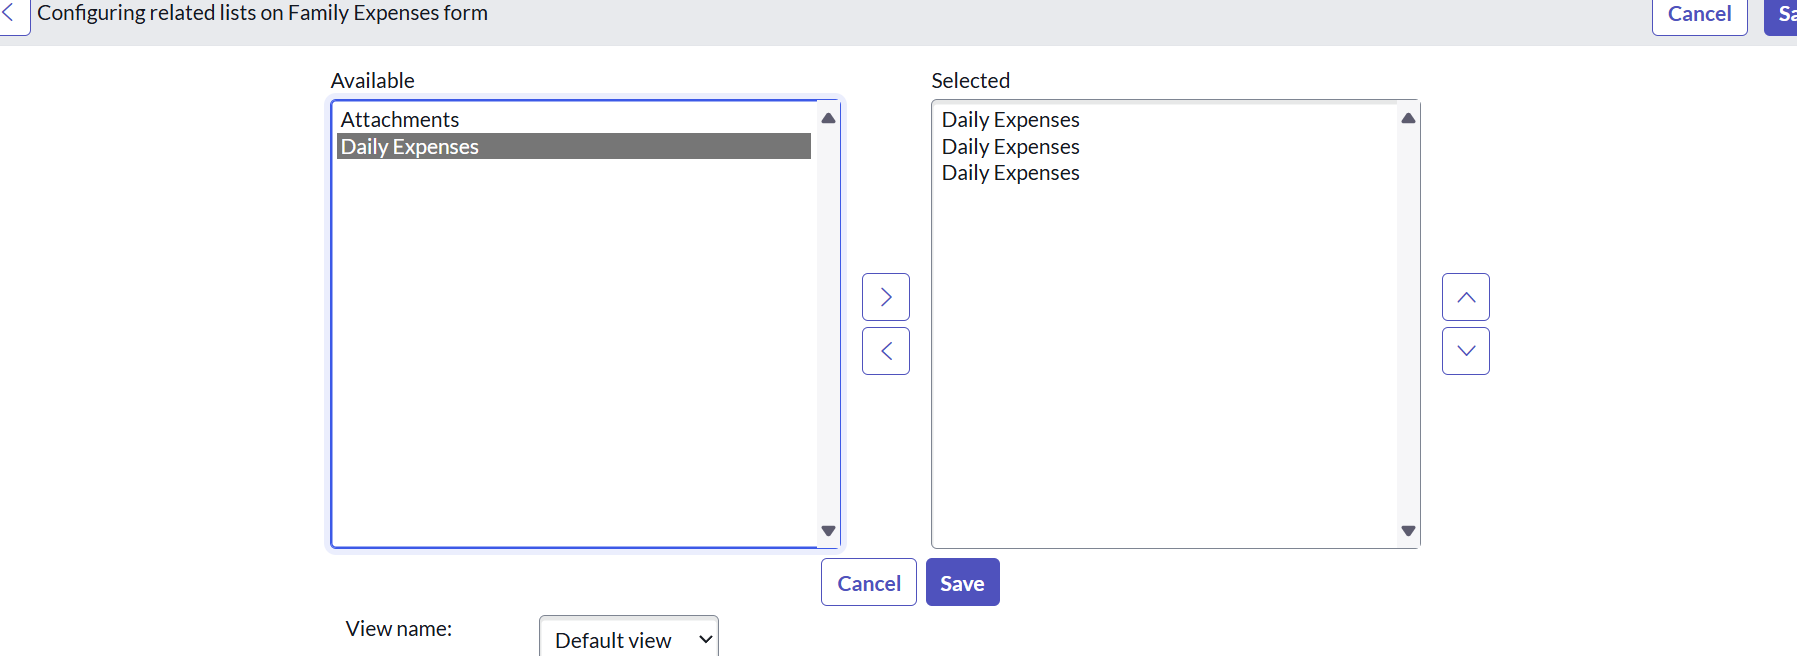 Configuring related lists on Family Expenses form
Cancel
Available
Selected
Attachments
Daily Expenses
Daily Expenses
Daily Expenses
Daily Expenses
Cancel
Save
View name:
Default view